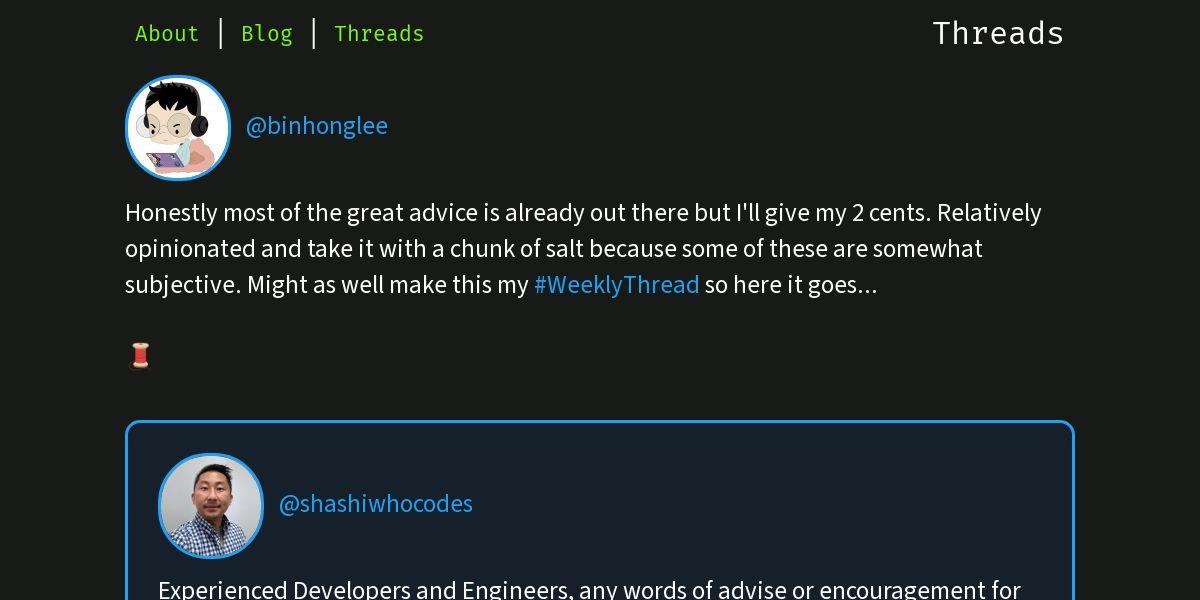 About | Blog | Threads
Threads
@binhonglee
Honestly most of the great advice is already out there but I'll give my 2 cents. Relatively
opinionated and take it with a chunk of salt because some of these are somewhat
subjective. Might as well make this my #WeeklyThread so here it goes...
@shashiwhocodes
Experienced Developers and Engineers, any words of advise or encouragement for